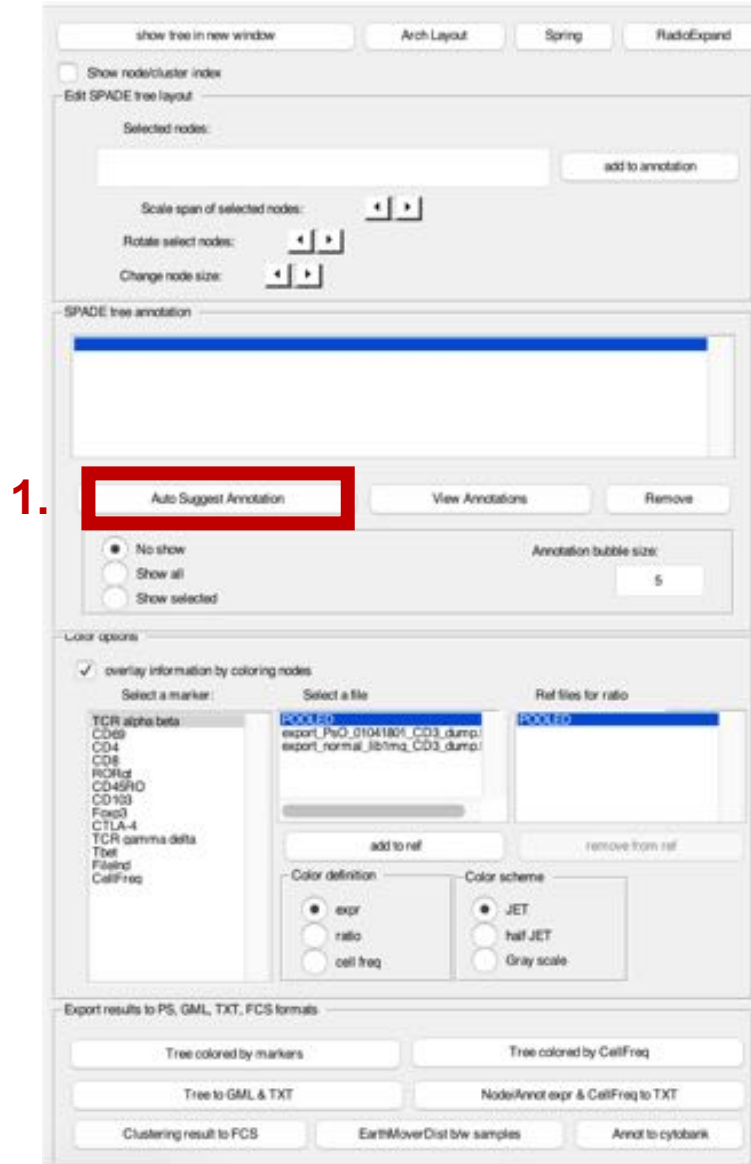 show tree in new window Arch Layout Spring RadioExpand
Show node/cluster index
Edit SPADE tree layout
Selected nodes:
add to annotation
Scale span of selected nodes:
Rotate select nodes:
Change node size:
SPADE tree annotation
1. Auto Suggest Annotation View Annotations Remove
No show Annotation bubble size:
Show all 5
Show selected
Color options
overlay information by coloring nodes
Select a marker: Select a file Ref files for ratio
TCR alpha beta POOLED POOLED
CD69 export_PsO_01041801_CD3_dump.
CD4 export_normal_lib1mq_CD3_dump.
CD8
RORgt
CD45RO
CD103
Foxp3
CTLA-4
TCR gamma delta
Tbet
FileInd
CellFreq
add to ref remove from ref
Color definition Color scheme
expr JET
ratio half JET
cell freq Gray scale
Export results to PS, GML, TXT, FCS formats
Tree colored by markers Tree colored by CellFreq
Tree to GML & TXT Node/Annot expr & CellFreq to TXT
Clustering result to FCS EarthMoverDist b/w samples Annot to cytobank